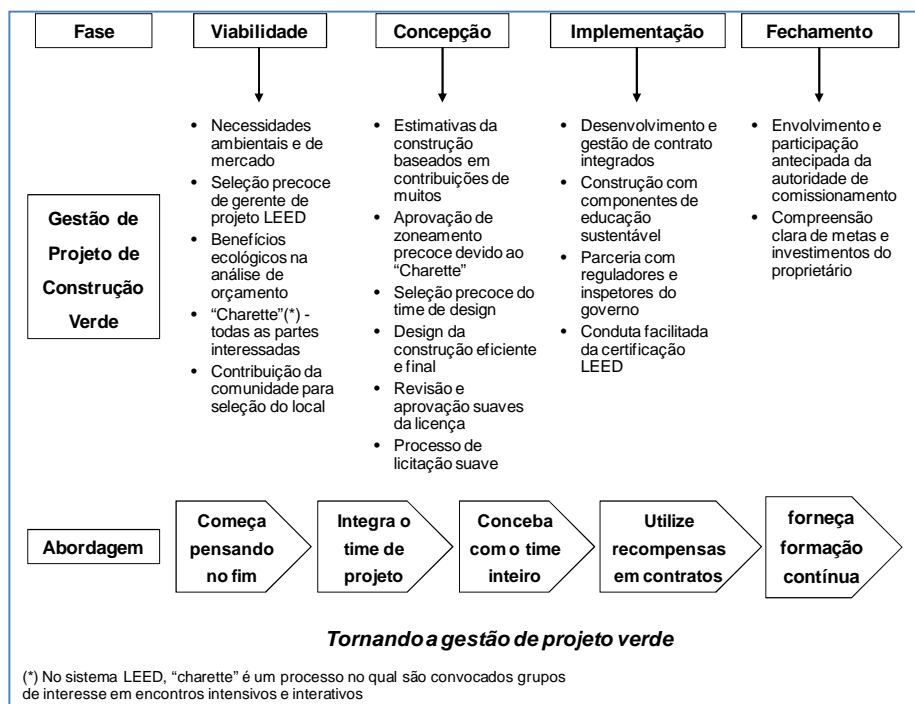 Fase
Viabilidade
Concepção
Implementação
Fechamento
Gestão de
Projeto de
Construção
Verde
• Necessidades
ambientais e de
mercado
• Seleção precoce
de gerente de
projeto LEED
• Benefícios
ecológicos na
análise de
orçamento
• “Charette”(*) -
todas as partes
interessadas
• Contribuição da
comunidade para
seleção do local
• Estimativas da
construção
baseados em
contribuições de
muitos
• Aprovação de
zoneamento
precoce devido ao
“Charette”
• Seleção precoce do
time de design
• Design da
construção eficiente
e final
• Revisão e
aprovação suaves
da licença
• Processo de
licitação suave
• Desenvolvimento e
gestão de contrato
integrados
• Construção com
componentes de
educação
sustentável
• Parceria com
reguladores e
inspetores do
governo
• Conduta facilitada
da certificação
LEED
• Envolvimento e
participação
antecipada da
autoridade de
comissionamento
• Compreensão
clara de metas e
investimentos do
proprietário
Abordagem
Começa
pensando
no fim
Integra o
time de
projeto
Conceba
com o time
inteiro
Utilize
recompensas
em contratos
forneça
formação
contínua
Tornando a gestão de projeto verde
(*) No sistema LEED, “charette” é um processo no qual são convocados grupos
de interesse em encontros intensivos e interativos